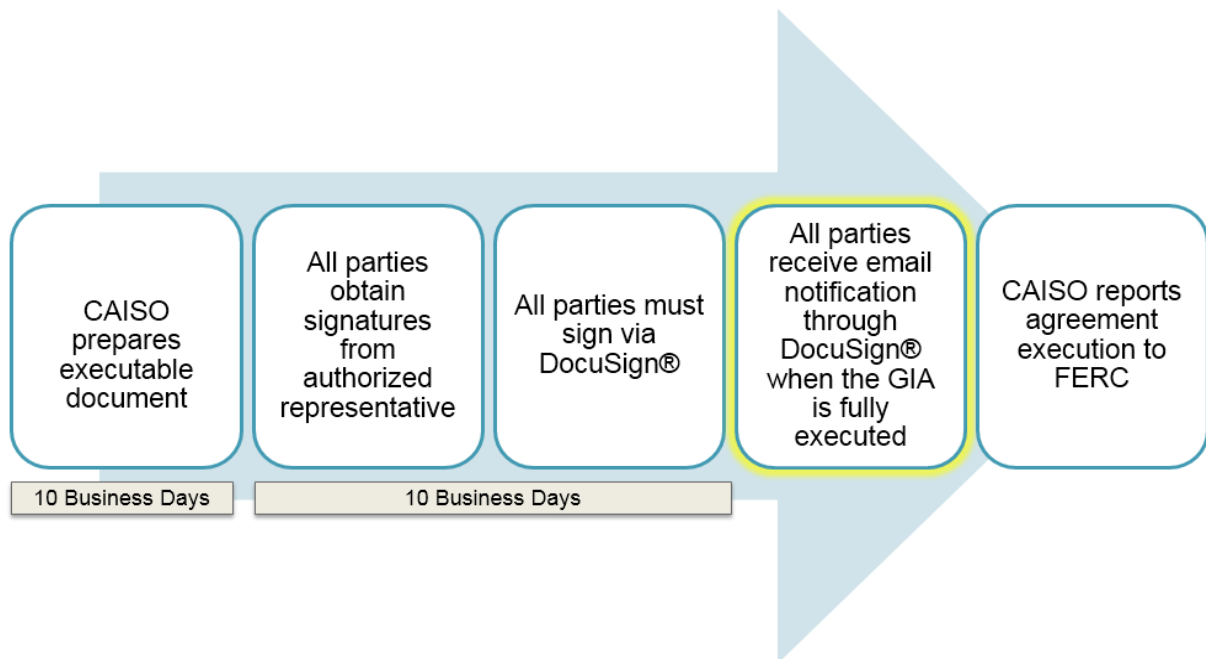 CAISO
prepares
executable
document
All parties
obtain
signatures
from
authorized
representative
All parties must
sign via
DocuSign®
All parties
receive email
notification
through
DocuSign®
when the GIA
is fully
executed
CAISO reports
agreement
execution to
FERC
10 Business Days
10 Business Days